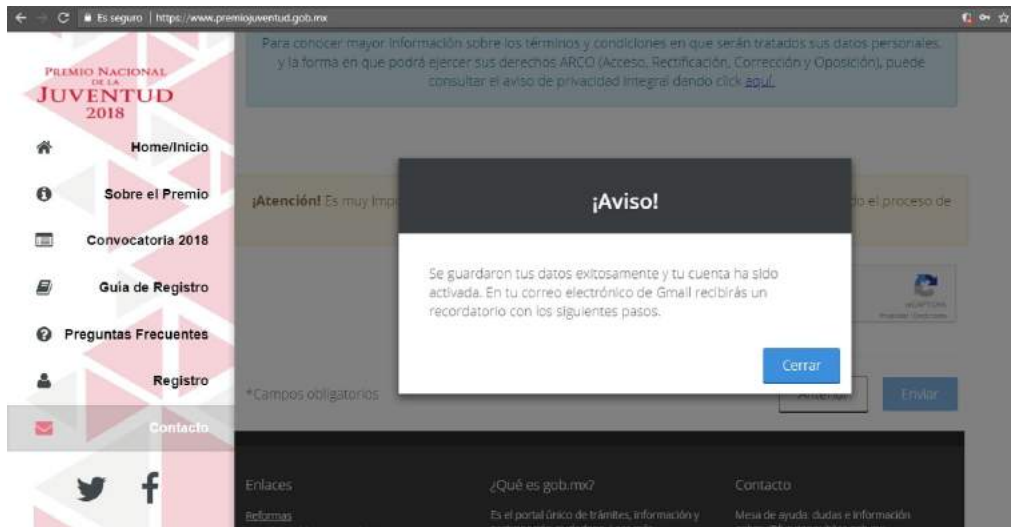 Es seguro | https://www.premiojuventud.gob.mx
PREMIO NACIONAL
DE LA
JUVENTUD
2018
Home/Inicio
Sobre el Premio
Convocatoria 2018
Guía de Registro
Preguntas Frecuentes
Registro
Contacto
Para conocer mayor información sobre los términos y condiciones en que serán tratados sus datos personales,
y la forma en que podrá ejercer sus derechos ARCO (Acceso, Rectificación, Corrección y Oposición), puede
consultar el aviso de privacidad integral dando click aquí.
¡Atención! Es muy impo
do el proceso de
¡Aviso!
Se guardaron tus datos exitosamente y tu cuenta ha sido
activada. En tu correo electrónico de Gmail recibirás un
recordatorio con los siguientes pasos.
Cerrar
reCAPTCHA
*Campos obligatorios
Anterior
Enviar
Enlaces
¿Qué es gob.mx?
Contacto
Reformas
Es el portal único de trámites, información y
Mesa de ayuda: dudas e información